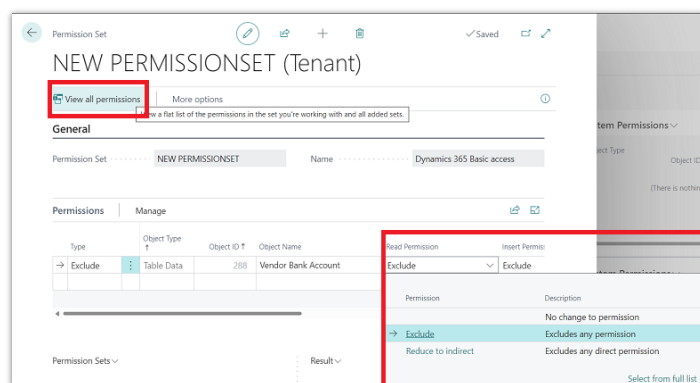 Permission Set
Saved
NEW PERMISSIONSET (Tenant)
View all permissions
More options
View a flat list of the permissions in the set you're working with and all added sets.
General
Permission Set
NEW PERMISSIONSET
Name
Dynamics 365 Basic access
tem Permissions
ect Type
Object ID
(There is nothin
Permissions
Manage
Type
Object Type
Object ID
Object Name
Read Permission
Insert Permiss
Exclude
Table Data
288
Vendor Bank Account
Exclude
Exclude
Permission
Description
No change to permission
Exclude
Excludes any permission
Reduce to indirect
Excludes any direct permission
Select from full list
Permission Sets
Result